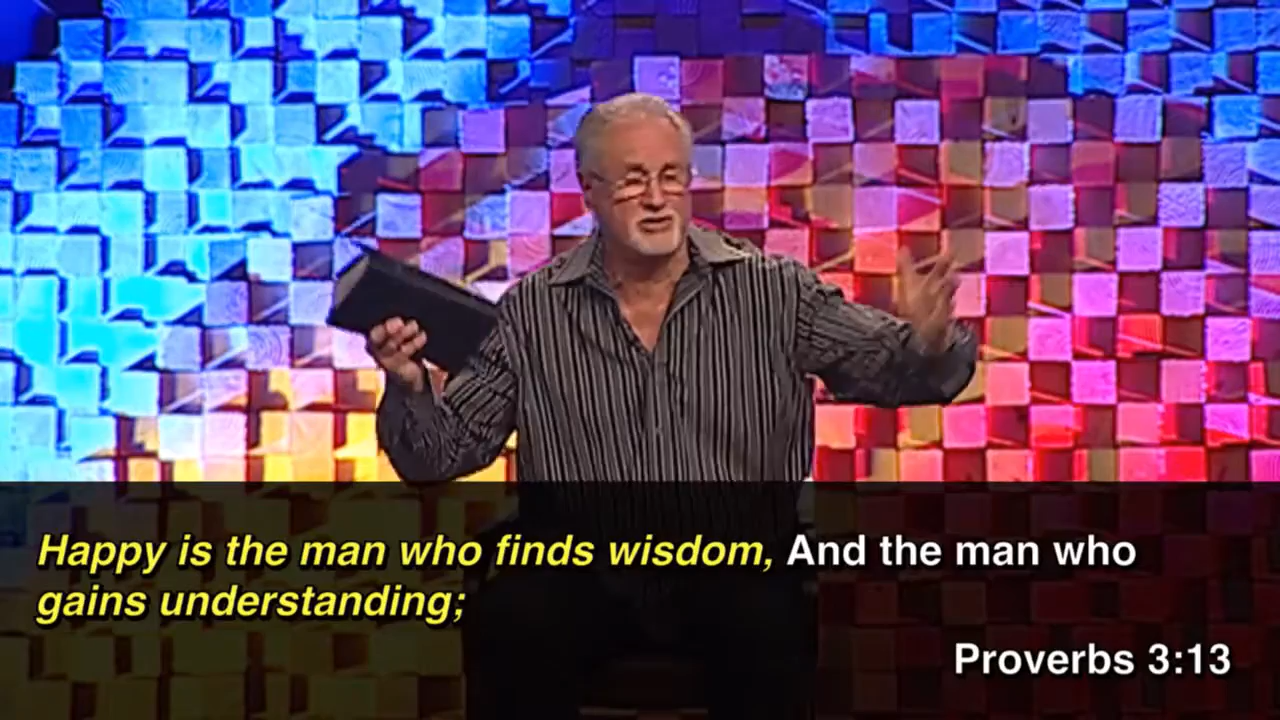 Happy is the man who finds wisdom, And the man who
gains understanding;
Proverbs 3:13